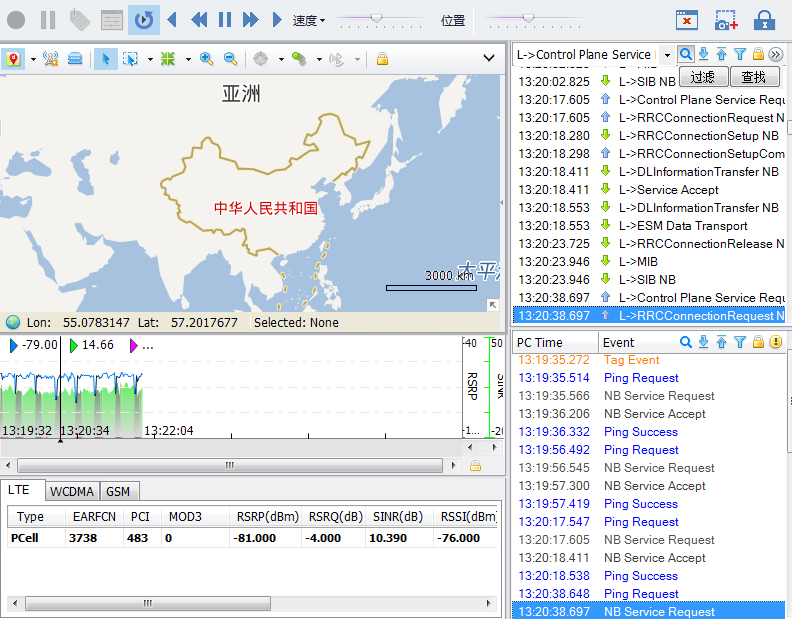 速度 位置
亚洲
中华人民共和国
太平
3000 km
Lon: 55.0783147 Lat: 57.2017677 Selected: None
-79.00 14.66 ...
-40 50
RSRP
-1... -20
13:19:32 13:20:34 13:22:04
LTE WCDMA GSM
Type EARFCN PCI MOD3 RSRP(dBm) RSRQ(dB) SINR(dB) RSSI(dBm
PCell 3738 483 0 -81.000 -4.000 10.390 -76.000
L->Control Plane Service
过滤 查找
13:20:02.825 L->SIB NB
13:20:17.605 L->Control Plane Service Requ
13:20:17.605 L->RRCConnectionRequest N
13:20:18.280 L->RRCConnectionSetup NB
13:20:18.298 L->RRCConnectionSetupCom
13:20:18.411 L->DLInformationTransfer NB
13:20:18.411 L->Service Accept
13:20:18.553 L->DLInformationTransfer NB
13:20:18.553 L->ESM Data Transport
13:20:23.725 L->RRCConnectionRelease N
13:20:23.946 L->MIB
13:20:23.946 L->SIB NB
13:20:38.697 L->Control Plane Service Requ
13:20:38.697 L->RRCConnectionRequest N
PC Time Event
13:19:35.272 Tag Event
13:19:35.514 Ping Request
13:19:35.566 NB Service Request
13:19:36.206 NB Service Accept
13:19:36.332 Ping Success
13:19:56.492 Ping Request
13:19:56.545 NB Service Request
13:19:57.300 NB Service Accept
13:19:57.419 Ping Success
13:20:17.547 Ping Request
13:20:17.605 NB Service Request
13:20:18.411 NB Service Accept
13:20:18.538 Ping Success
13:20:38.648 Ping Request
13:20:38.697 NB Service Request